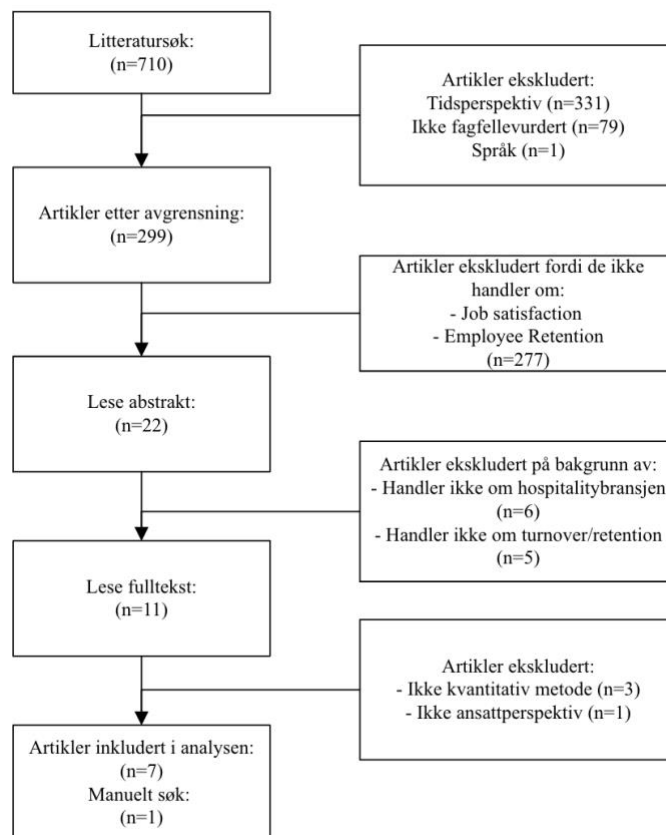 Litteratursøk:
(n=710)
Artikler ekskludert:
Tidsperspektiv (n=331)
Ikke fagfellevurdert (n=79)
Språk (n=1)
Artikler etter avgrensning:
(n=299)
Artikler ekskludert fordi de ikke
handler om:
- Job satisfaction
- Employee Retention
(n=277)
Lese abstrakt:
(n=22)
Artikler ekskludert på bakgrunn av:
- Handler ikke om hospitalitybransjen
(n=6)
- Handler ikke om turnover/retention
(n=5)
Lese fulltekst:
(n=11)
Artikler ekskludert:
- Ikke kvantitativ metode (n=3)
- Ikke ansattperspektiv (n=1)
Artikler inkludert i analysen:
(n=7)
Manuelt søk:
(n=1)